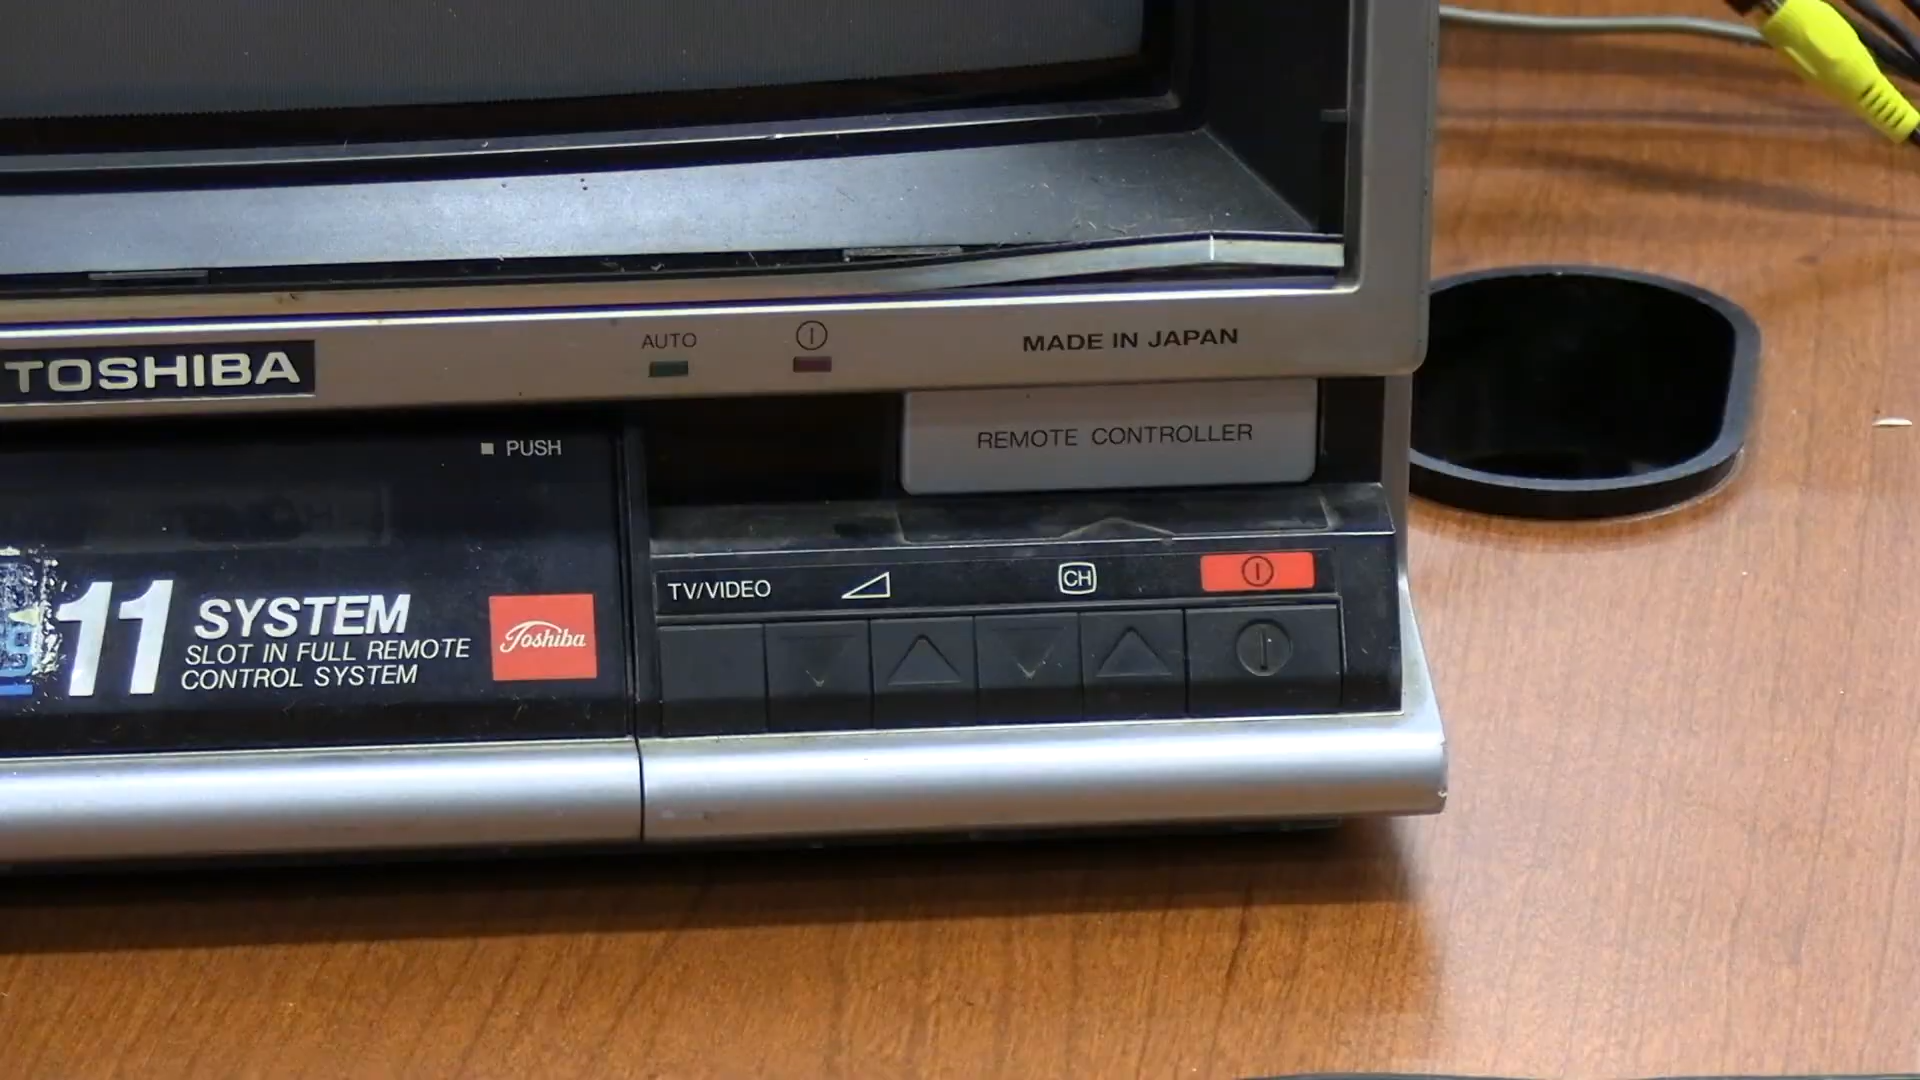 TOSHIBA
AUTO
MADE IN JAPAN
REMOTE CONTROLLER
PUSH
11 SYSTEM
SLOT IN FULL REMOTE
CONTROL SYSTEM
Toshiba
TV/VIDEO
CH